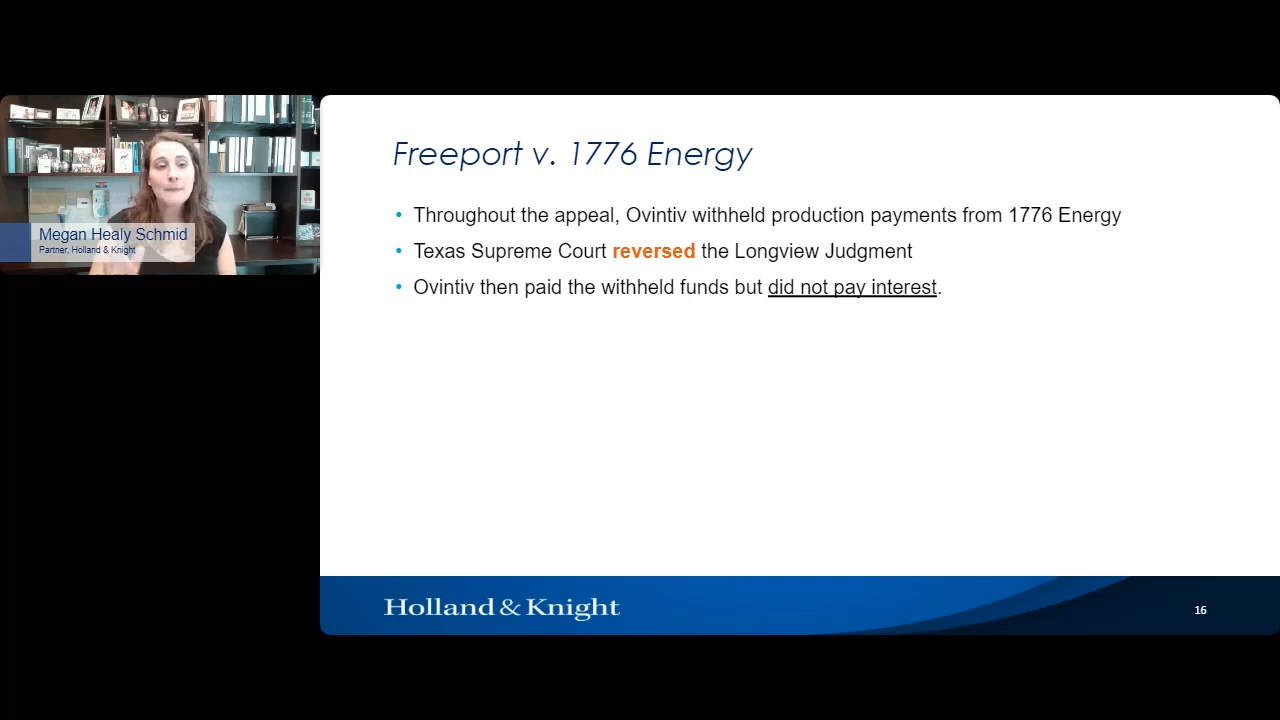 Megan Healy Schmid
Partner, Holland & Knight
Freeport v. 1776 Energy
• Throughout the appeal, Ovintiv withheld production payments from 1776 Energy
• Texas Supreme Court reversed the Longview Judgment
• Ovintiv then paid the withheld funds but did not pay interest.
Holland & Knight
16